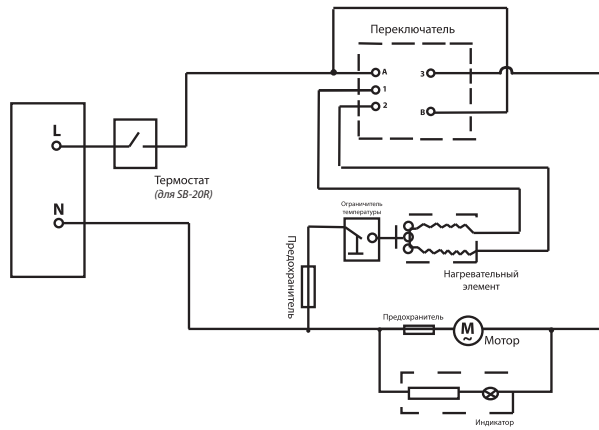 Переключатель
A
3
1
2
B
L
Термостат
(для SB-20R)
N
Ограничитель
температуры
Предохранитель
Нагревательный
элемент
Предохранитель
M
~
Мотор
Индикатор